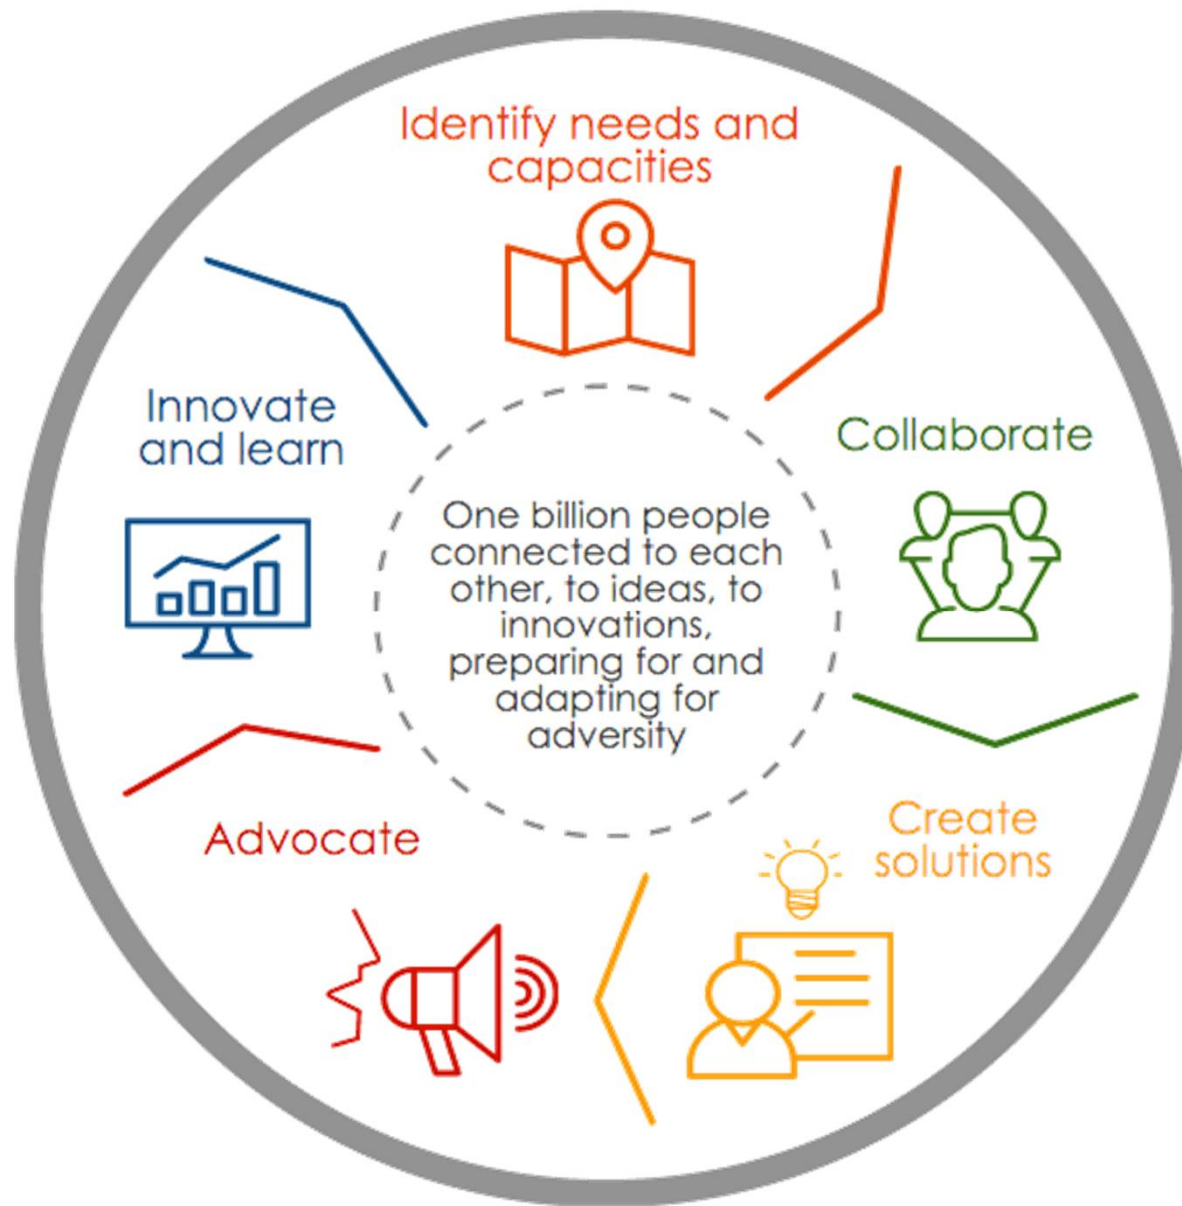 Identify needs and
capacities
Collaborate
Create
solutions
Advocate
Innovate
and learn
One billion people
connected to each
other, to ideas, to
innovations,
preparing for and
adapting for
adversity